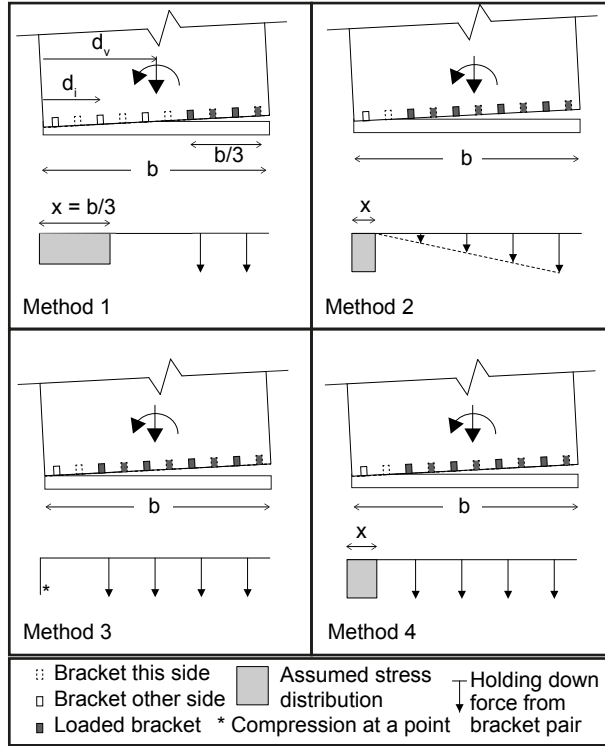 d_v
d_i
b/3
b
x = b/3
Method 1
b
x
Method 2
b
*
Method 3
b
x
Method 4
Bracket this side
Bracket other side
Loaded bracket
Assumed stress
distribution
* Compression at a point
Holding down
force from
bracket pair